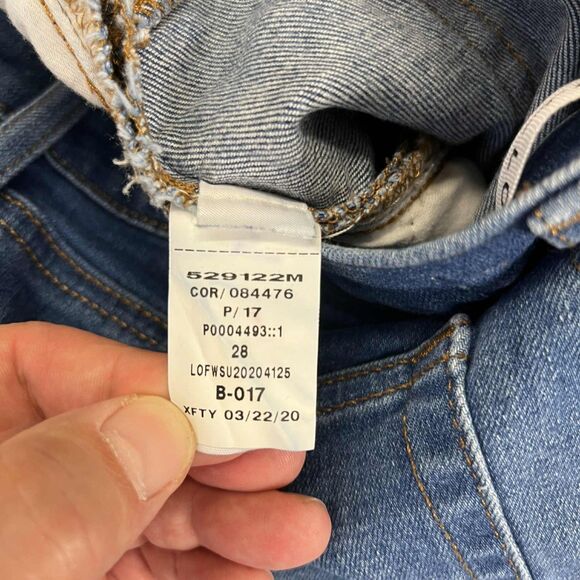 529122M
COR/ 084476
P/ 17
P0004493::1
28
LOFWSU20204125
B-017
XFTY 03/22/20